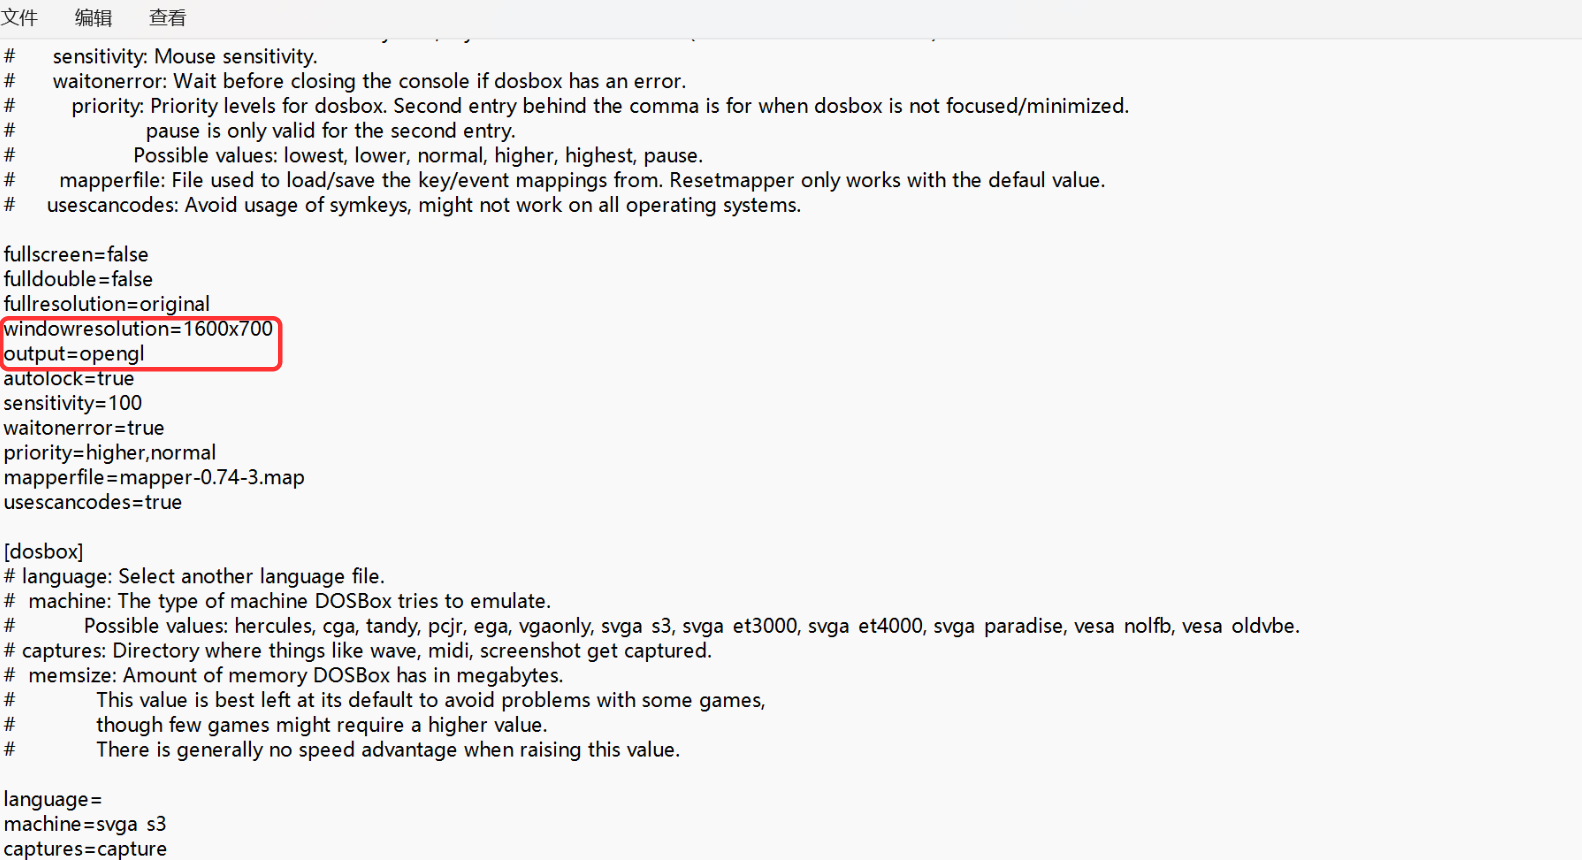 文件 编辑 查看
# sensitivity: Mouse sensitivity.
# waitonerror: Wait before closing the console if dosbox has an error.
# priority: Priority levels for dosbox. Second entry behind the comma is for when dosbox is not focused/minimized.
# pause is only valid for the second entry.
# Possible values: lowest, lower, normal, higher, highest, pause.
# mapperfile: File used to load/save the key/event mappings from. Resetmapper only works with the defaul value.
# usescancodes: Avoid usage of symkeys, might not work on all operating systems.
fullscreen=false
fulldouble=false
fullresolution=original
windowresolution=1600x700
output=opengl
autolock=true
sensitivity=100
waitonerror=true
priority=higher,normal
mapperfile=mapper-0.74-3.map
usescancodes=true
[dosbox]
# language: Select another language file.
# machine: The type of machine DOSBox tries to emulate.
# Possible values: hercules, cga, tandy, pcjr, ega, vgaonly, svga s3, svga et3000, svga et4000, svga paradise, vesa nolfb, vesa oldvbe.
# captures: Directory where things like wave, midi, screenshot get captured.
# memsize: Amount of memory DOSBox has in megabytes.
# This value is best left at its default to avoid problems with some games,
# though few games might require a higher value.
# There is generally no speed advantage when raising this value.
language=
machine=svga s3
captures=capture